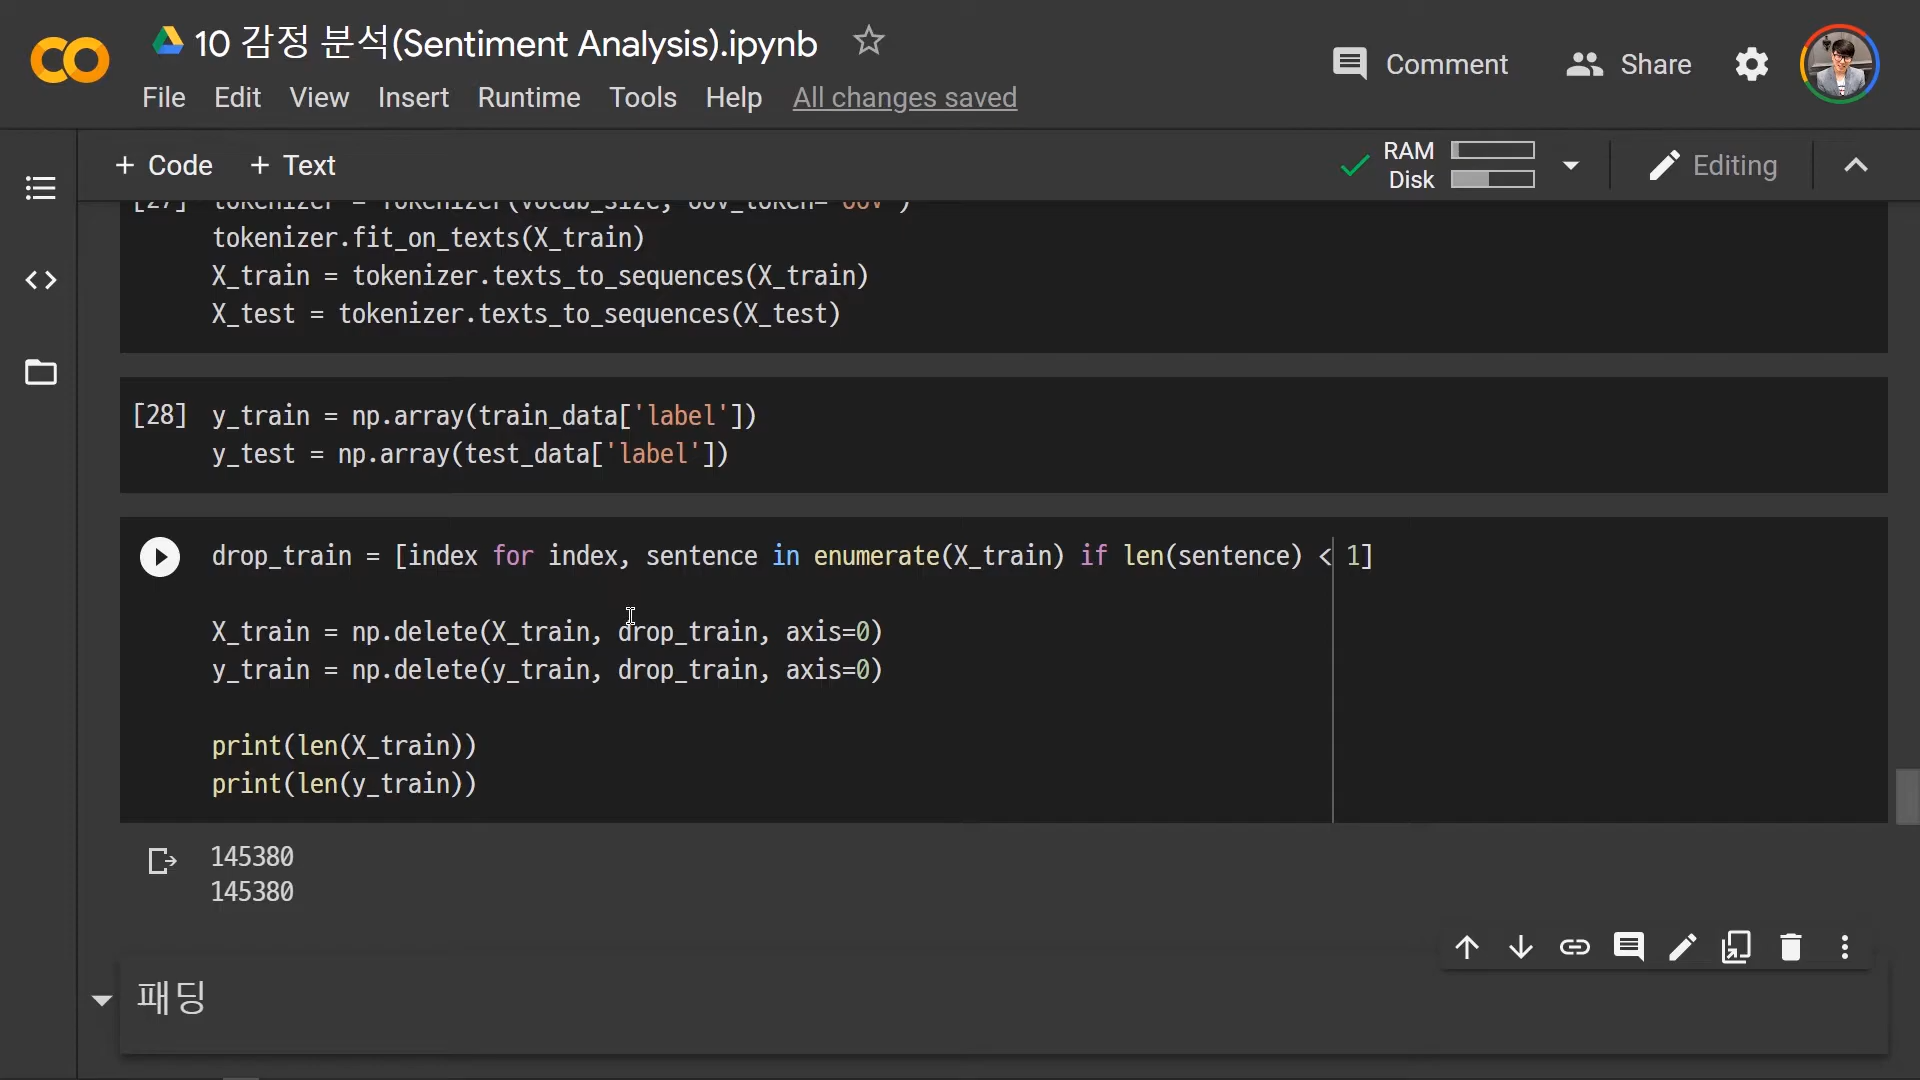 10 감정 분석(Sentiment Analysis).ipynb
Comment
Share
File Edit View Insert Runtime Tools Help All changes saved
+ Code + Text
RAM
Disk
Editing
[27] tokenizer = Tokenizer(vocab_size, oov_token='OOV')
tokenizer.fit_on_texts(X_train)
X_train = tokenizer.texts_to_sequences(X_train)
X_test = tokenizer.texts_to_sequences(X_test)
[28] y_train = np.array(train_data['label'])
y_test = np.array(test_data['label'])
drop_train = [index for index, sentence in enumerate(X_train) if len(sentence) < 1]
X_train = np.delete(X_train, drop_train, axis=0)
y_train = np.delete(y_train, drop_train, axis=0)
print(len(X_train))
print(len(y_train))
145380
145380
패딩